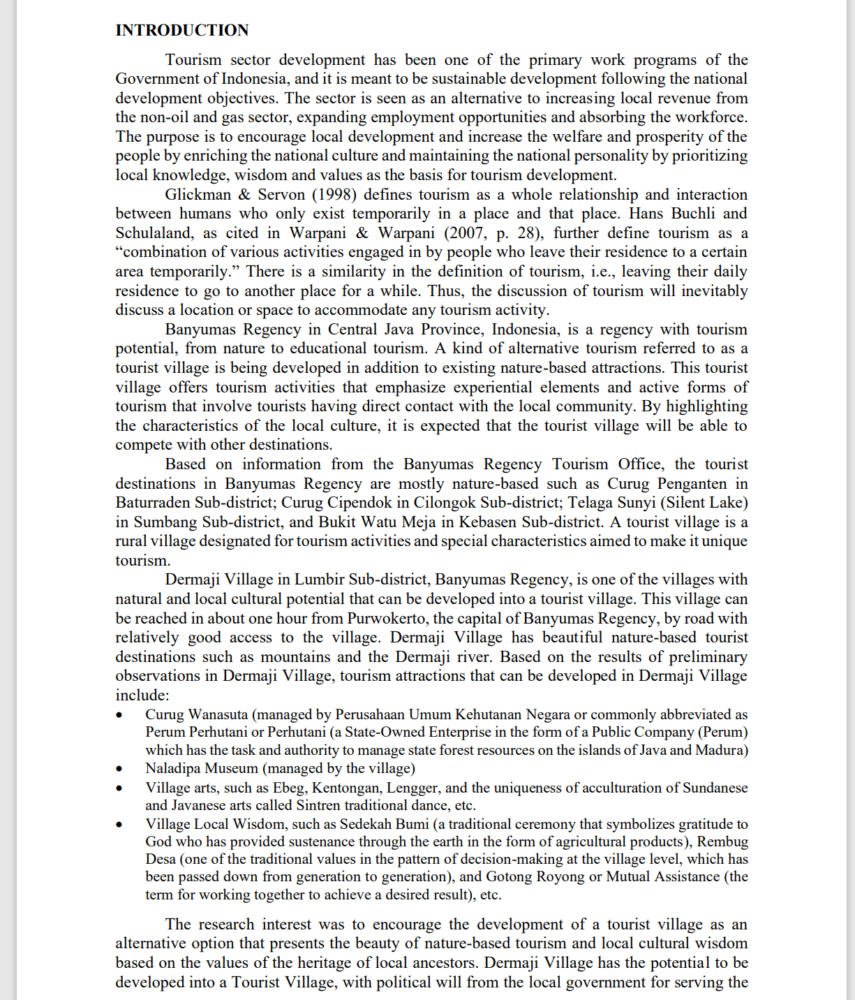 INTRODUCTION
Tourism sector development has been one of the primary work programs of the
Government of Indonesia, and it is meant to be sustainable development following the national
development objectives. The sector is seen as an alternative to increasing local revenue from
the non-oil and gas sector, expanding employment opportunities and absorbing the workforce.
The purpose is to encourage local development and increase the welfare and prosperity of the
people by enriching the national culture and maintaining the national personality by prioritizing
local knowledge, wisdom and values as the basis for tourism development.
Glickman & Servon (1998) defines tourism as a whole relationship and interaction
between humans who only exist temporarily in a place and that place. Hans Buchli and
Schulaland, as cited in Warpani & Warpani (2007, p. 28), further define tourism as a
“combination of various activities engaged in by people who leave their residence to a certain
area temporarily.” There is a similarity in the definition of tourism, i.e., leaving their daily
residence to go to another place for a while. Thus, the discussion of tourism will inevitably
discuss a location or space to accommodate any tourism activity.
Banyumas Regency in Central Java Province, Indonesia, is a regency with tourism
potential, from nature to educational tourism. A kind of alternative tourism referred to as a
tourist village is being developed in addition to existing nature-based attractions. This tourist
village offers tourism activities that emphasize experiential elements and active forms of
tourism that involve tourists having direct contact with the local community. By highlighting
the characteristics of the local culture, it is expected that the tourist village will be able to
compete with other destinations.
Based on information from the Banyumas Regency Tourism Office, the tourist
destinations in Banyumas Regency are mostly nature-based such as Curug Penganten in
Baturraden Sub-district; Curug Cipendok in Cilongok Sub-district; Telaga Sunyi (Silent Lake)
in Sumbang Sub-district, and Bukit Watu Meja in Kebasen Sub-district. A tourist village is a
rural village designated for tourism activities and special characteristics aimed to make it unique
tourism.
Dermaji Village in Lumbir Sub-district, Banyumas Regency, is one of the villages with
natural and local cultural potential that can be developed into a tourist village. This village can
be reached in about one hour from Purwokerto, the capital of Banyumas Regency, by road with
relatively good access to the village. Dermaji Village has beautiful nature-based tourist
destinations such as mountains and the Dermaji river. Based on the results of preliminary
observations in Dermaji Village, tourism attractions that can be developed in Dermaji Village
include:
• Curug Wanasuta (managed by Perusahaan Umum Kehutanan Negara or commonly abbreviated as
Perum Perhutani or Perhutani (a State-Owned Enterprise in the form of a Public Company (Perum)
which has the task and authority to manage state forest resources on the islands of Java and Madura)
• Naladipa Museum (managed by the village)
• Village arts, such as Ebeg, Kentongan, Lengger, and the uniqueness of acculturation of Sundanese
and Javanese arts called Sintren traditional dance, etc.
• Village Local Wisdom, such as Sedekah Bumi (a traditional ceremony that symbolizes gratitude to
God who has provided sustenance through the earth in the form of agricultural products), Rembug
Desa (one of the traditional values in the pattern of decision-making at the village level, which has
been passed down from generation to generation), and Gotong Royong or Mutual Assistance (the
term for working together to achieve a desired result), etc.
The research interest was to encourage the development of a tourist village as an
alternative option that presents the beauty of nature-based tourism and local cultural wisdom
based on the values of the heritage of local ancestors. Dermaji Village has the potential to be
developed into a Tourist Village, with political will from the local government for serving the